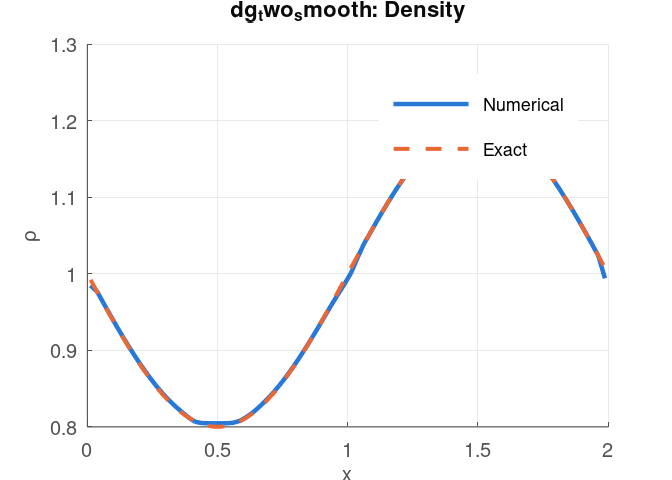 dgₜwoₛmooth: Density
1.3
1.2
1.1
1
0.9
0.8
ρ
Numerical
Exact
0 0.5 1 1.5 2
x